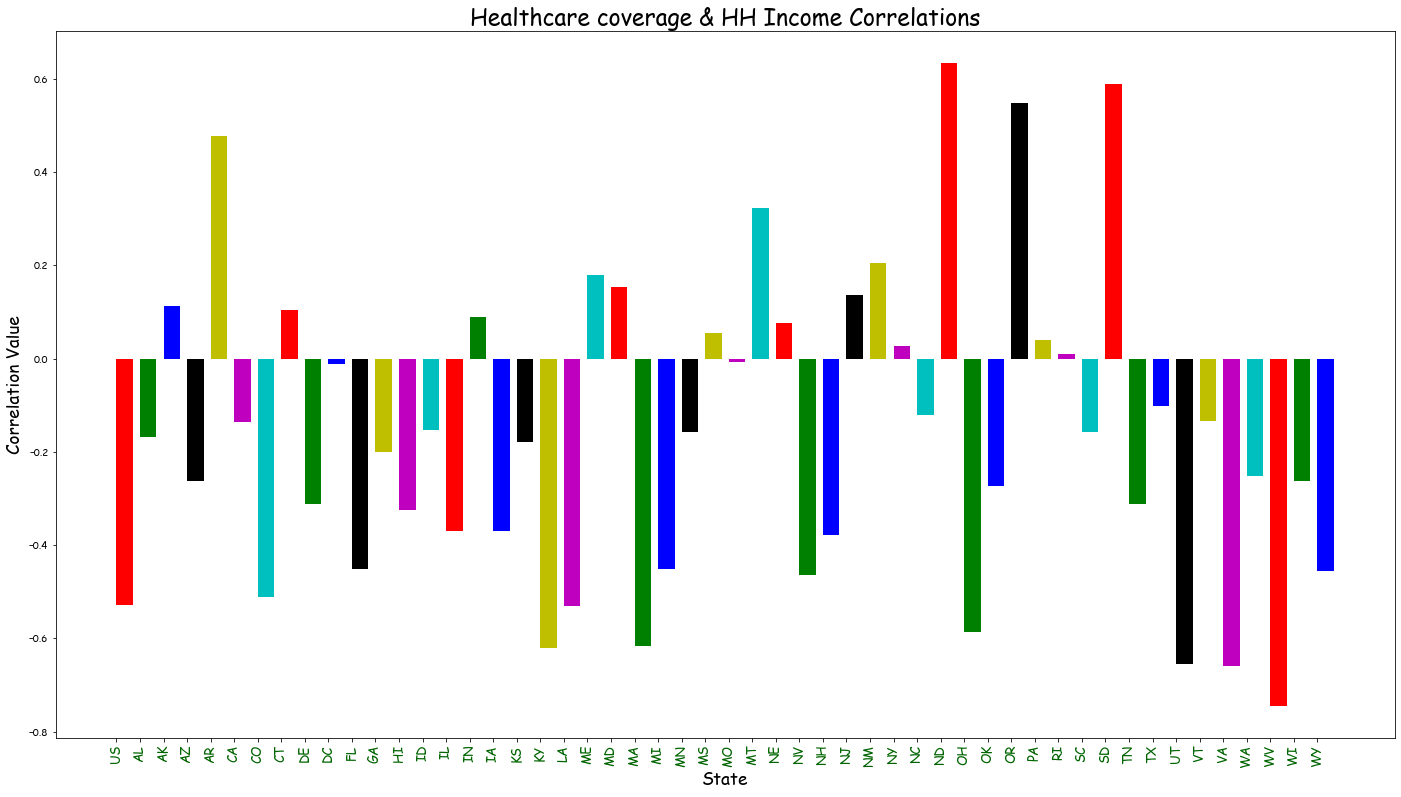 Healthcare coverage & HH Income Correlations
Correlation Value
0.6
0.4
0.2
0.0
-0.2
-0.4
-0.6
-0.8
US AL AK AZ AR CA CO CT DE DC FL GA HI ID IL IN IA KS KY LA ME MD MA MI MN MS MO MT NE NV NH NJ NM NY NC ND OH OK OR PA RI SC SD TN TX UT VT VA WA WV WI WY
State